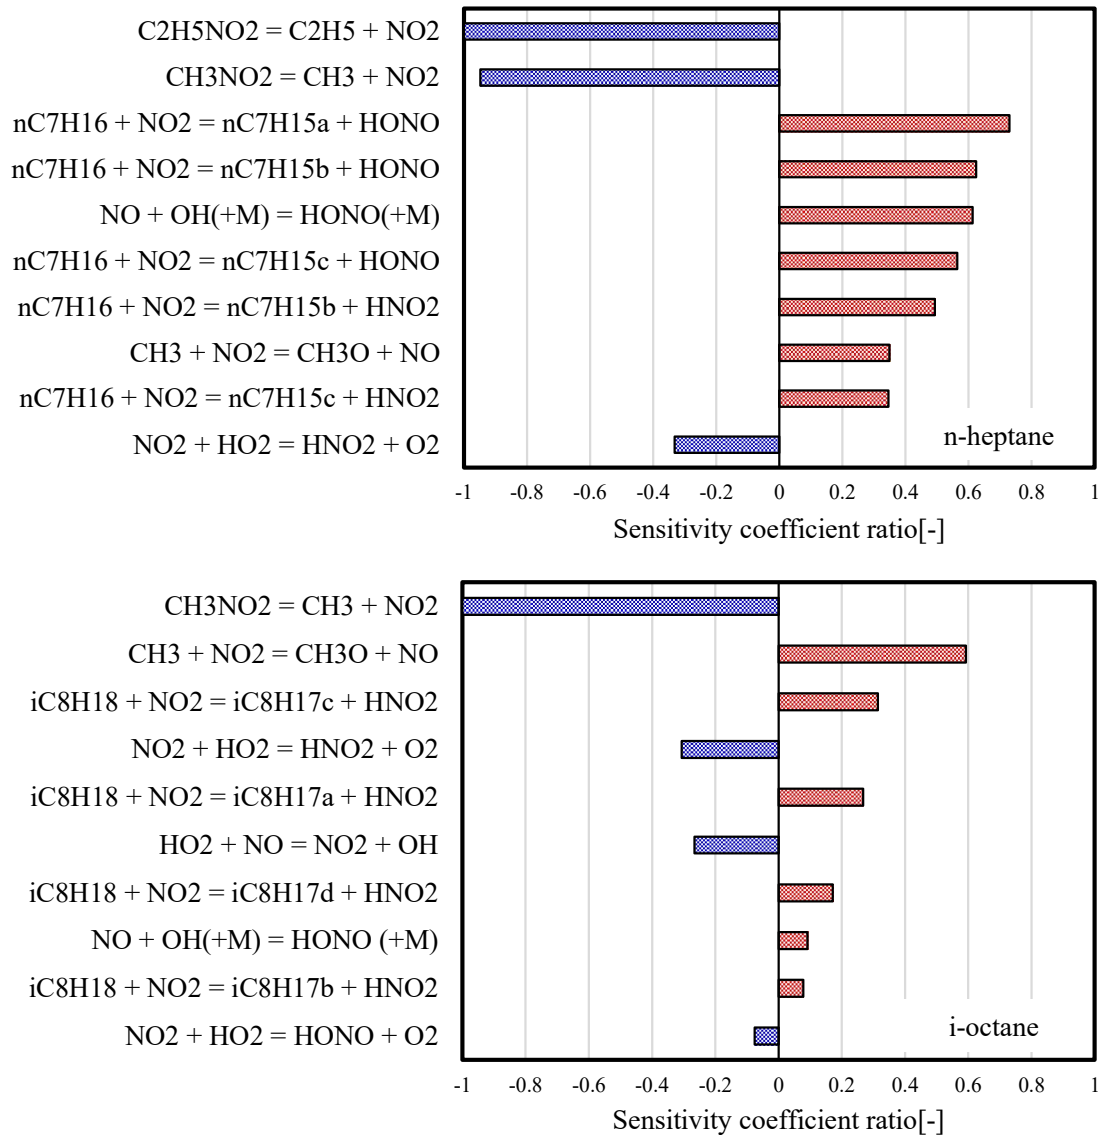 C2H5NO2 = C2H5 + NO2
CH3NO2 = CH3 + NO2
nC7H16 + NO2 = nC7H15a + HONO
nC7H16 + NO2 = nC7H15b + HONO
NO + OH(+M) = HONO(+M)
nC7H16 + NO2 = nC7H15c + HONO
nC7H16 + NO2 = nC7H15b + HNO2
CH3 + NO2 = CH3O + NO
nC7H16 + NO2 = nC7H15c + HNO2
NO2 + HO2 = HNO2 + O2
n-heptane
-1 -0.8 -0.6 -0.4 -0.2 0 0.2 0.4 0.6 0.8 1
Sensitivity coefficient ratio[-]
CH3NO2 = CH3 + NO2
CH3 + NO2 = CH3O + NO
iC8H18 + NO2 = iC8H17c + HNO2
NO2 + HO2 = HNO2 + O2
iC8H18 + NO2 = iC8H17a + HNO2
HO2 + NO = NO2 + OH
iC8H18 + NO2 = iC8H17d + HNO2
NO + OH(+M) = HONO (+M)
iC8H18 + NO2 = iC8H17b + HNO2
NO2 + HO2 = HONO + O2
i-octane
-1 -0.8 -0.6 -0.4 -0.2 0 0.2 0.4 0.6 0.8 1
Sensitivity coefficient ratio[-]